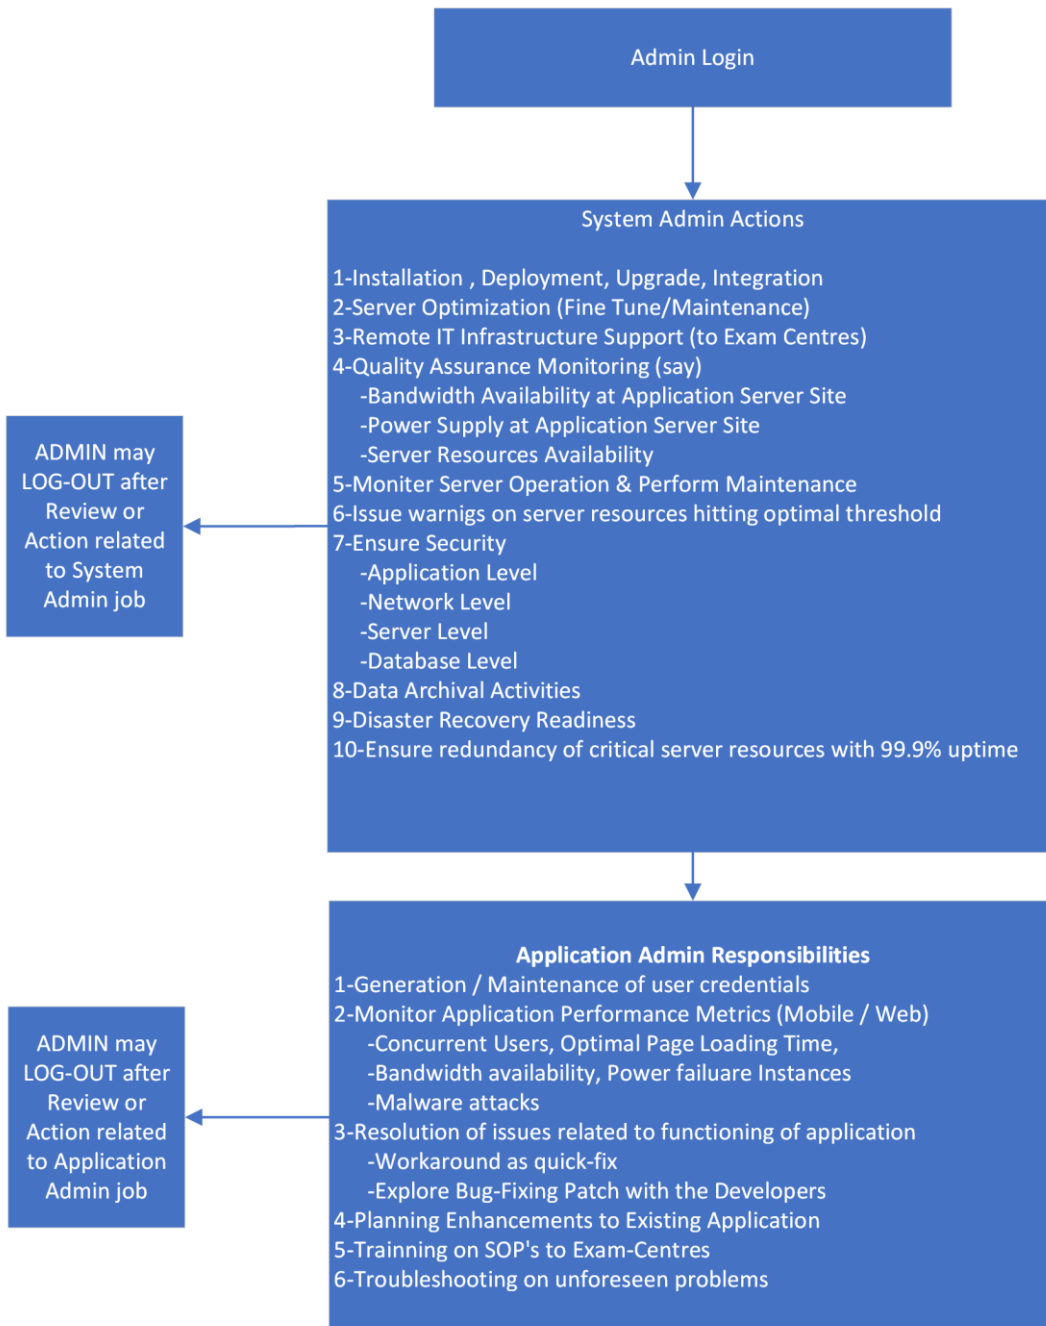 Admin Login
System Admin Actions
1-Installation , Deployment, Upgrade, Integration
2-Server Optimization (Fine Tune/Maintenance)
3-Remote IT Infrastructure Support (to Exam Centres)
4-Quality Assurance Monitoring (say)
-Bandwidth Availability at Application Server Site
-Power Supply at Application Server Site
-Server Resources Availability
5-Moniter Server Operation & Perform Maintenance
6-Issue warnigs on server resources hitting optimal threshold
7-Ensure Security
-Application Level
-Network Level
-Server Level
-Database Level
8-Data Archival Activities
9-Disaster Recovery Readiness
10-Ensure redundancy of critical server resources with 99.9% uptime
ADMIN may
LOG-OUT after
Review or
Action related
to System
Admin job
Application Admin Responsibilities
1-Generation / Maintenance of user credentials
2-Monitor Application Performance Metrics (Mobile / Web)
-Concurrent Users, Optimal Page Loading Time,
-Bandwidth availability, Power failuare Instances
-Malware attacks
3-Resolution of issues related to functioning of application
-Workaround as quick-fix
-Explore Bug-Fixing Patch with the Developers
4-Planning Enhancements to Existing Application
5-Trainning on SOP's to Exam-Centres
6-Troubleshooting on unforeseen problems
ADMIN may
LOG-OUT after
Review or
Action related
to Application
Admin job